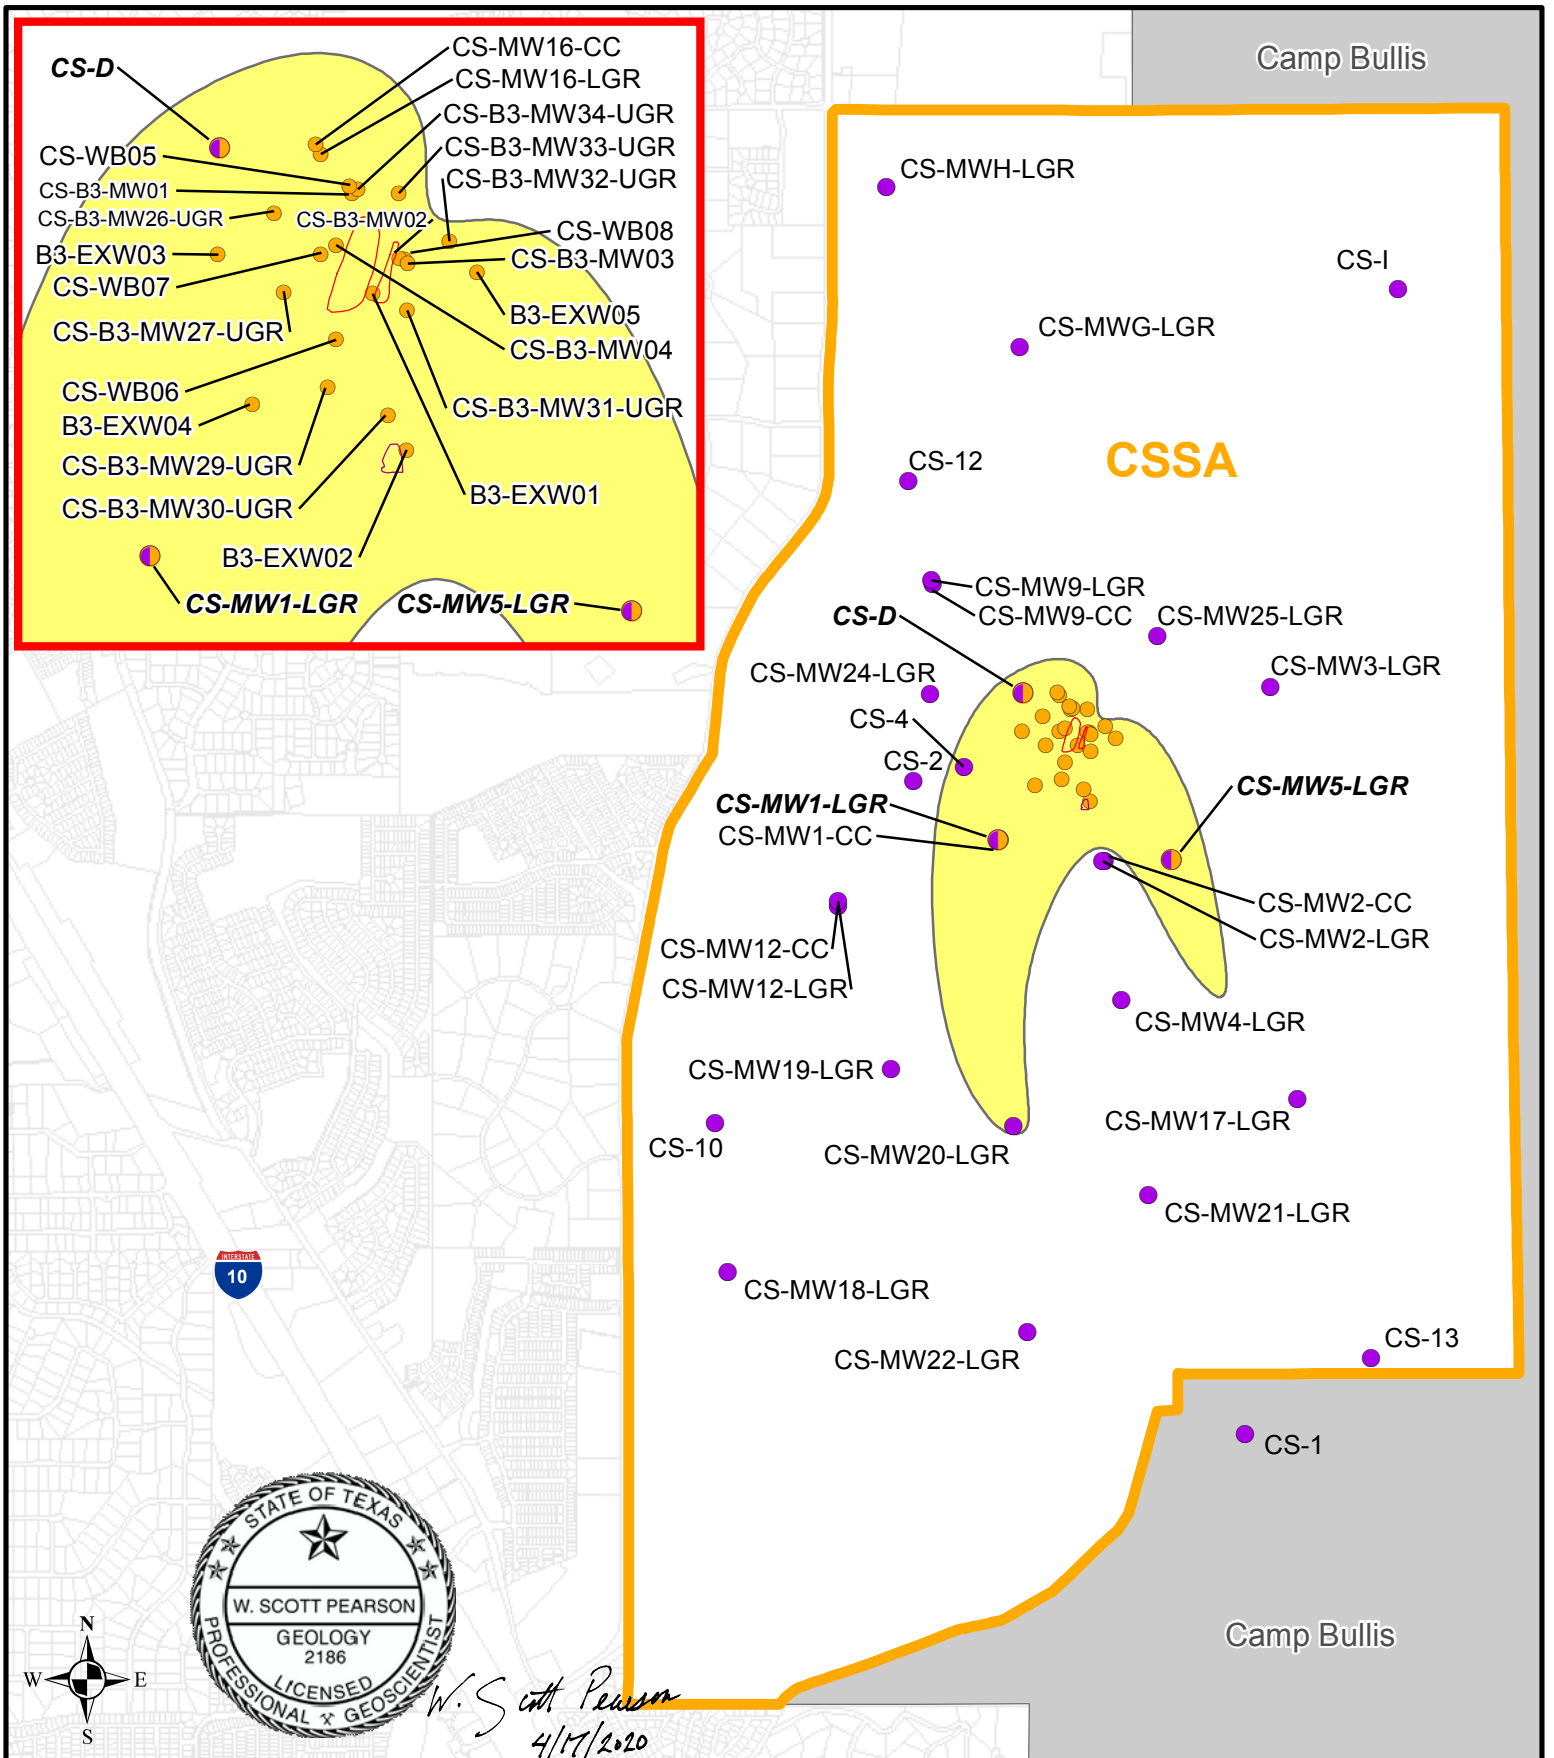 CS-D
CS-MW16-CC
CS-MW16-LGR
CS-B3-MW34-UGR
CS-WB05
CS-B3-MW33-UGR
CS-B3-MW01
CS-B3-MW32-UGR
CS-B3-MW26-UGR
CS-B3-MW02
CS-WB08
B3-EXW03
CS-B3-MW03
CS-WB07
B3-EXW05
CS-B3-MW27-UGR
CS-B3-MW04
CS-WB06
CS-B3-MW31-UGR
B3-EXW04
CS-B3-MW29-UGR
B3-EXW01
CS-B3-MW30-UGR
B3-EXW02
CS-MW1-LGR
CS-MW5-LGR
Camp Bullis
CS-MWH-LGR
CS-I
CS-MWG-LGR
CS-12
CSSA
CS-MW9-LGR
CS-MW9-CC
CS-D
CS-MW25-LGR
CS-MW24-LGR
CS-MW3-LGR
CS-4
CS-2
CS-MW5-LGR
CS-MW1-LGR
CS-MW1-CC
CS-MW2-CC
CS-MW12-CC
CS-MW2-LGR
CS-MW12-LGR
CS-MW4-LGR
CS-MW19-LGR
CS-MW17-LGR
CS-10
CS-MW20-LGR
CS-MW21-LGR
INTERSTATE
10
CS-MW18-LGR
CS-13
CS-MW22-LGR
CS-1
STATE OF TEXAS
W. SCOTT PEARSON
GEOLOGY
2186
LICENSED
PROFESSIONAL GEOSCIENTIST
W. Scott Pearson
4/17/2020
N
W
E
S
Camp Bullis